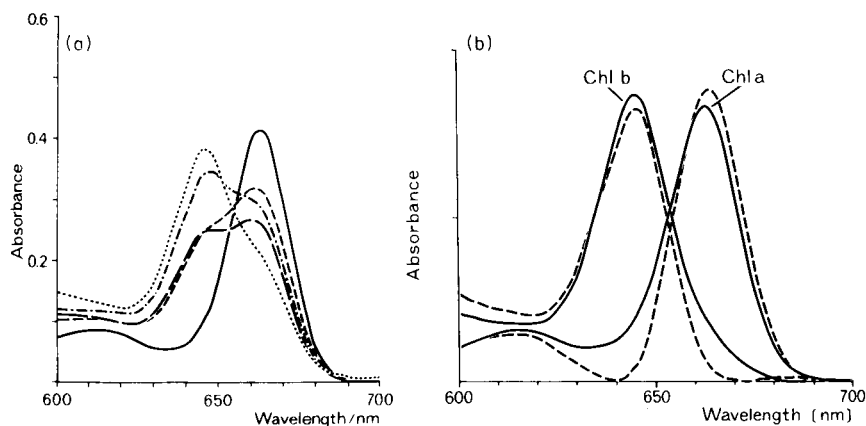 (a)
0.6
0.4
0.2
Absorbance
600
650
700
Wavelength/nm
(b)
Chl b
Chl a
Absorbance
600
650
700
Wavelength (nm)